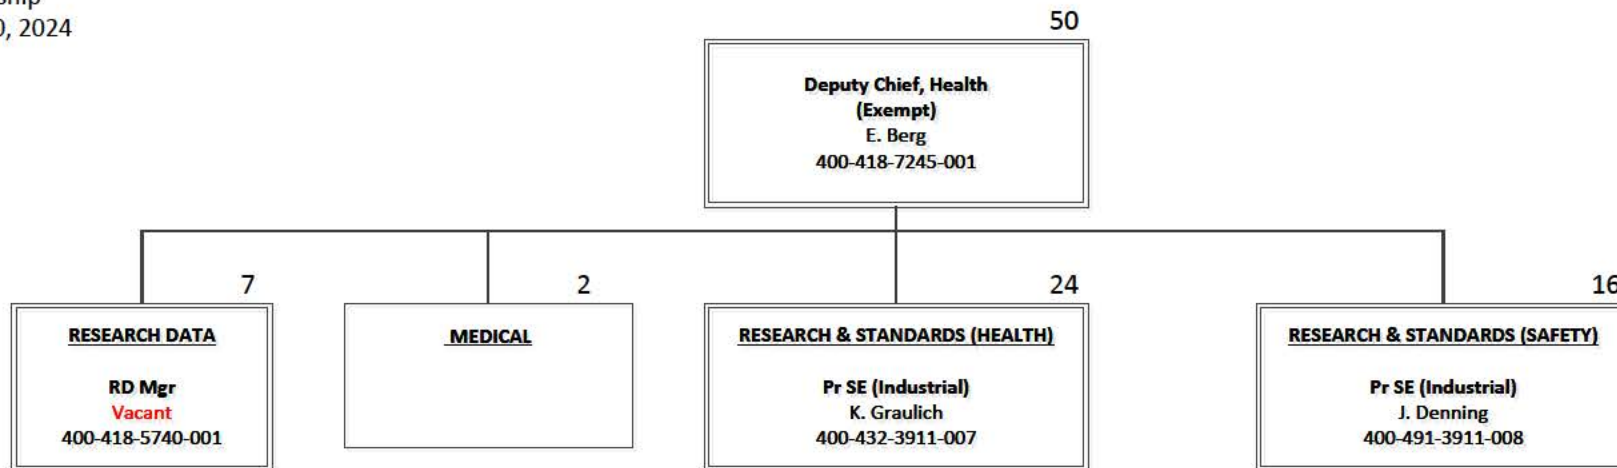 0, 2024
50
Deputy Chief, Health
(Exempt)
E. Berg
400-418-7245-001
7
RESEARCH DATA
RD Mgr
Vacant
400-418-5740-001
2
MEDICAL
24
RESEARCH & STANDARDS (HEALTH)
Pr SE (Industrial)
K. Graulich
400-432-3911-007
16
RESEARCH & STANDARDS (SAFETY)
Pr SE (Industrial)
J. Denning
400-491-3911-008